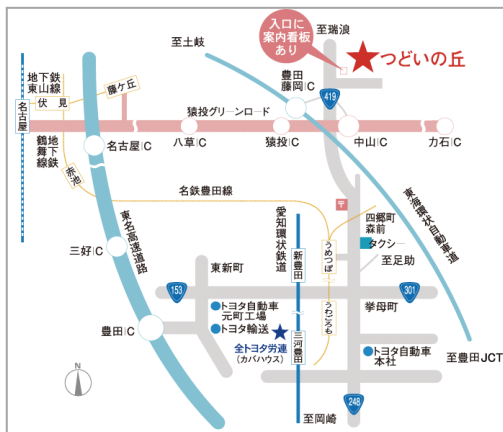 入口に
案内看板
あり
至瑞浪
つどいの丘
至土岐
豊田
藤岡IC
419
地下鉄
東山線
藤ケ丘
伏見
名古屋
猿投グリーンロード
名古屋IC
八草IC
猿投IC
中山IC
力石IC
地下鉄
鶴舞線
赤池
名鉄豊田線
東名高速道路
愛知環状鉄道
東海環状自動車道
〒
四郷町
森前
タクシー
至足助
うめつぼ
新豊田
三好IC
東新町
153
301
挙母町
うわごろも
トヨタ自動車
元町工場
トヨタ輸送
豊田IC
全トヨタ労連
(カバハウス)
三河豊田
トヨタ自動車
本社
至豊田JCT
N
248
至岡崎